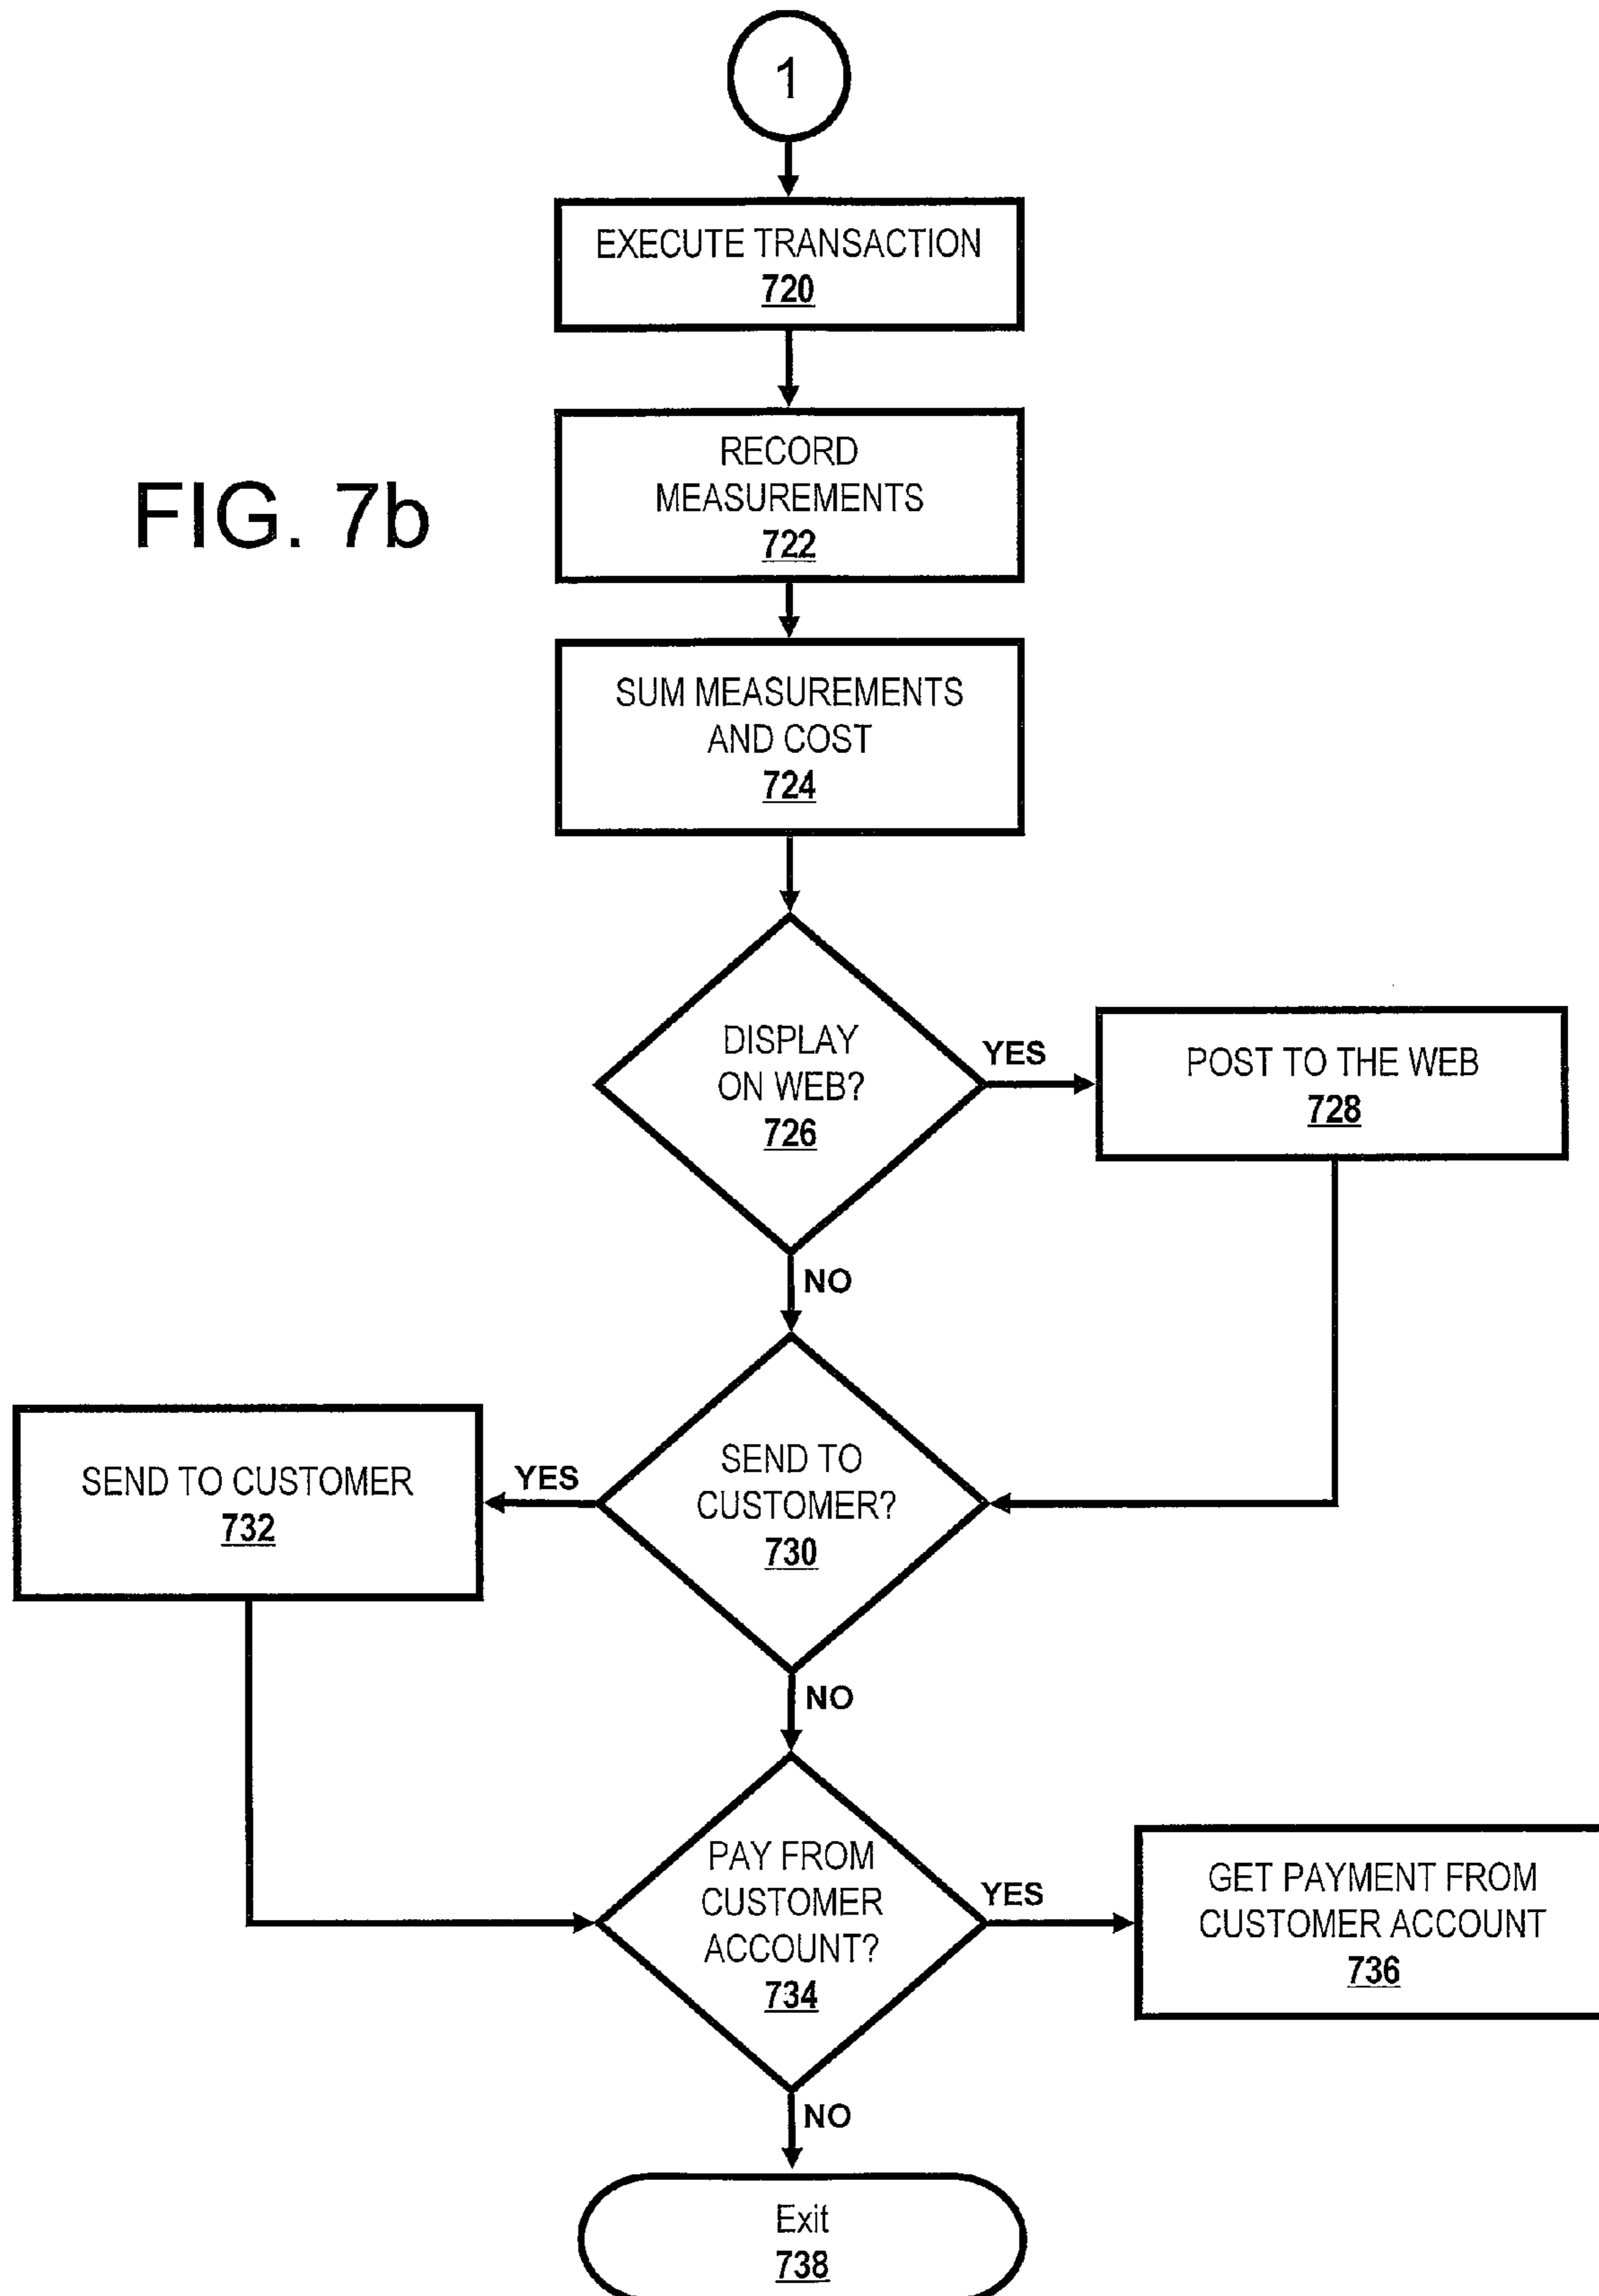 1
EXECUTE TRANSACTION
720
RECORD
MEASUREMENTS
722
FIG. 7b
SUM MEASUREMENTS
AND COST
724
DISPLAY
ON WEB?
726
YES
POST TO THE WEB
728
NO
SEND TO
CUSTOMER?
730
YES
SEND TO CUSTOMER
732
NO
PAY FROM
CUSTOMER
ACCOUNT?
734
YES
GET PAYMENT FROM
CUSTOMER ACCOUNT
736
NO
Exit
738